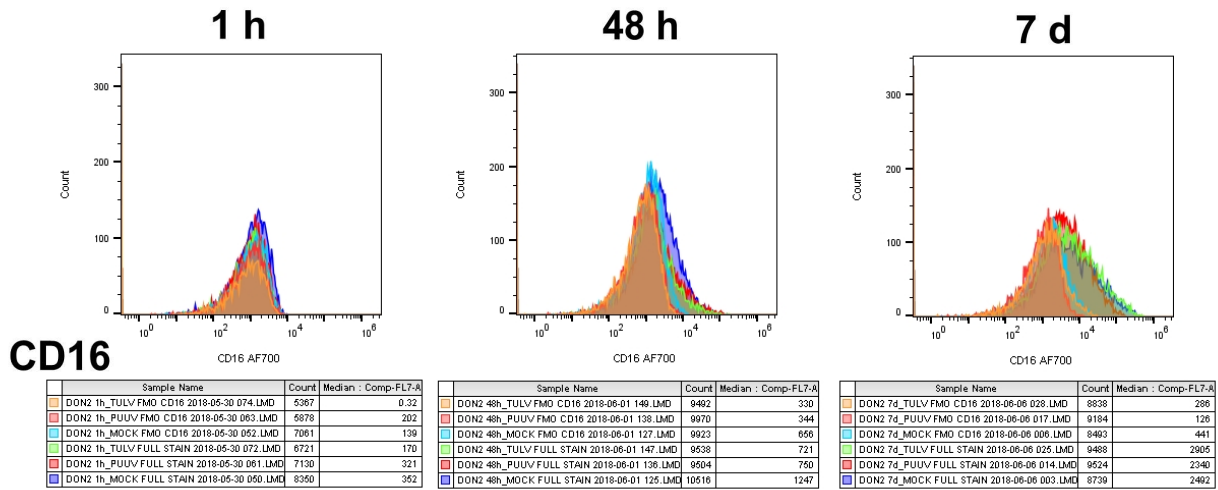 1 h 48 h 7 d
300 300 300
200 200 200
Count Count Count
100 100 100
0 0 0
10^0 10^2 10^4 10^6 10^0 10^2 10^4 10^6 10^0 10^2 10^4 10^6
CD16 AF700 CD16 AF700 CD16 AF700
CD16
Sample Name Count Median : Comp-FL7-A
DON2 1h_TULV FMO CD16 2018-05-30 074.LMD 5367 0.32
DON2 1h_PUUV FMO CD16 2018-05-30 063.LMD 5878 202
DON2 1h_MOCK FMO CD16 2018-05-30 052.LMD 7061 139
DON2 1h_TULV FULL STAIN 2018-05-30 072.LMD 6721 170
DON2 1h_PUUV FULL STAIN 2018-05-30 061.LMD 7130 321
DON2 1h_MOCK FULL STAIN 2018-05-30 050.LMD 8350 352
Sample Name Count Median : Comp-FL7-A
DON2 48h_TULV FMO CD16 2018-06-01 149.LMD 9492 330
DON2 48h_PUUV FMO CD16 2018-06-01 138.LMD 9970 344
DON2 48h_MOCK FMO CD16 2018-06-01 127.LMD 9923 656
DON2 48h_TULV FULL STAIN 2018-06-01 147.LMD 9538 721
DON2 48h_PUUV FULL STAIN 2018-06-01 136.LMD 9504 750
DON2 48h_MOCK FULL STAIN 2018-06-01 125.LMD 10516 1247
Sample Name Count Median : Comp-FL7-A
DON2 7d_TULV FMO CD16 2018-06-06 028.LMD 8838 286
DON2 7d_PUUV FMO CD16 2018-06-06 017.LMD 9184 126
DON2 7d_MOCK FMO CD16 2018-06-06 006.LMD 8493 441
DON2 7d_TULV FULL STAIN 2018-06-06 025.LMD 9488 2905
DON2 7d_PUUV FULL STAIN 2018-06-06 014.LMD 9524 2340
DON2 7d_MOCK FULL STAIN 2018-06-06 003.LMD 8739 2492